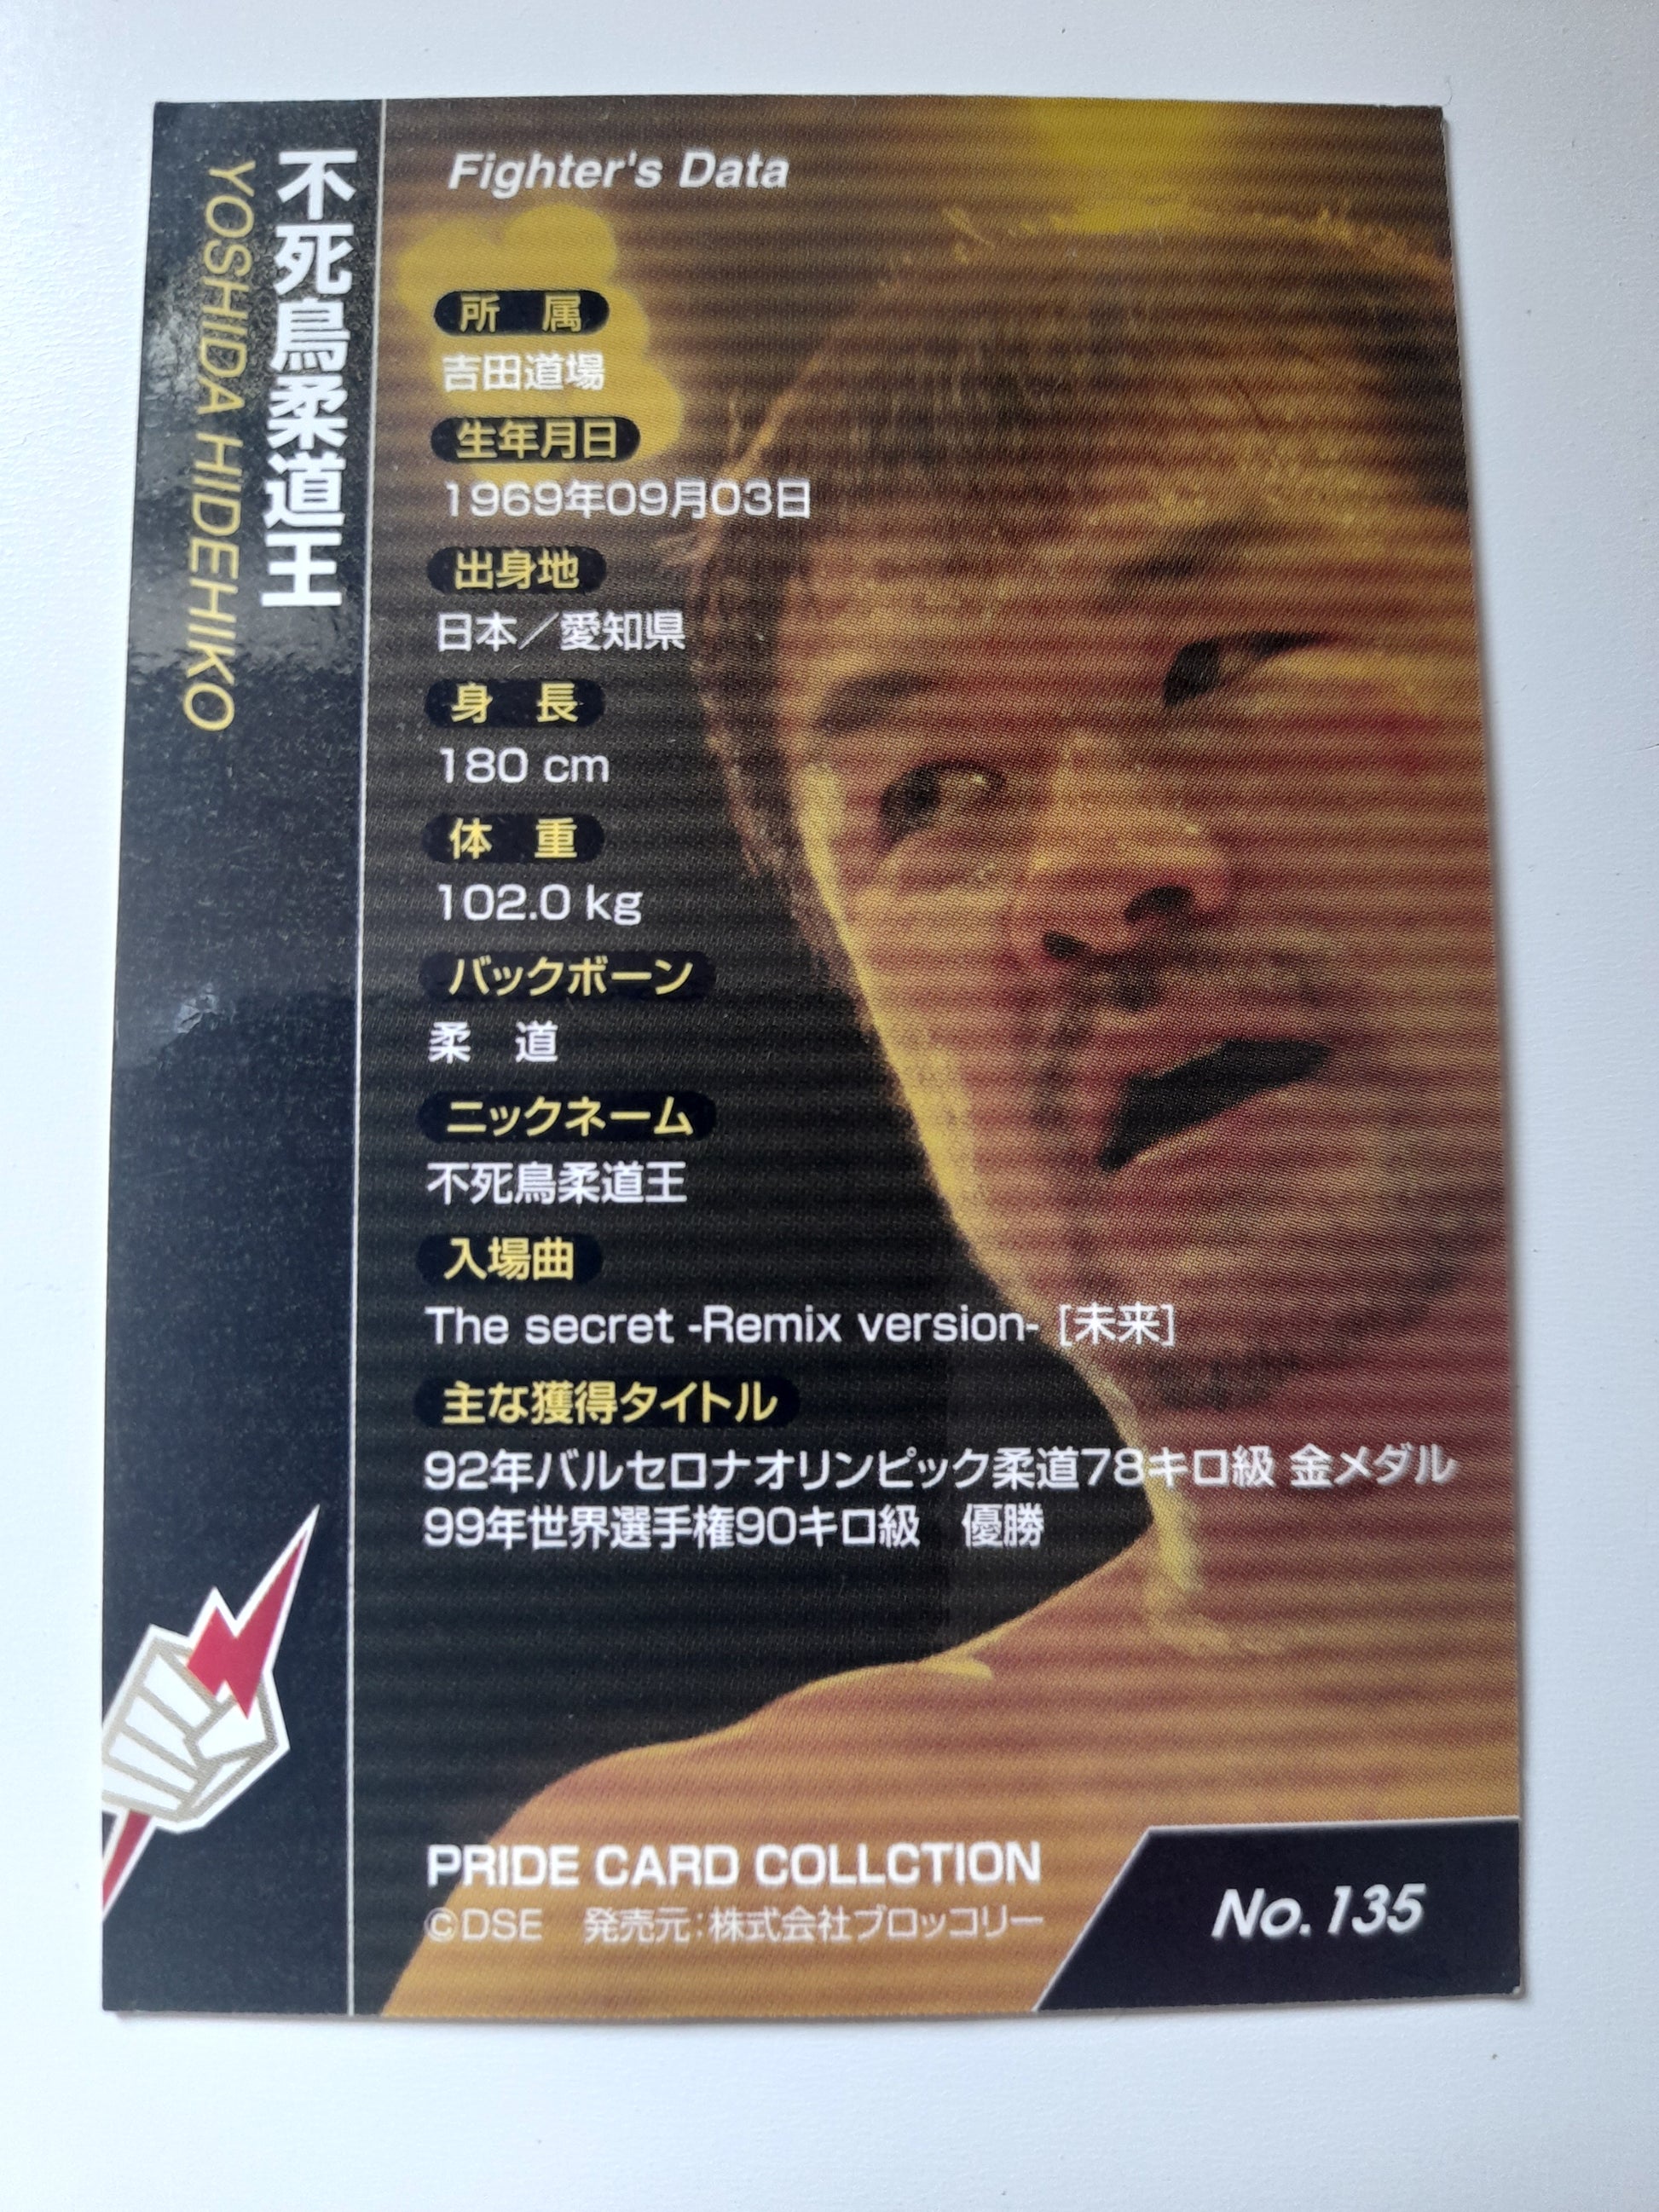 不死鳥柔道王
YOSHIDA HIDEHIKO
Fighter's Data
所 属
吉田道場
生年月日
1969年09月03日
出身地
日本／愛知県
身 長
180 cm
体 重
102.0 kg
バックボーン
柔 道
ニックネーム
不死鳥柔道王
入場曲
The secret -Remix version- [未来]
主な獲得タイトル
92年バルセロナオリンピック柔道78キロ級 金メダル
99年世界選手権90キロ級 優勝
PRIDE CARD COLLCTION
©DSE 発売元:株式会社ブロッコリー
No. 135